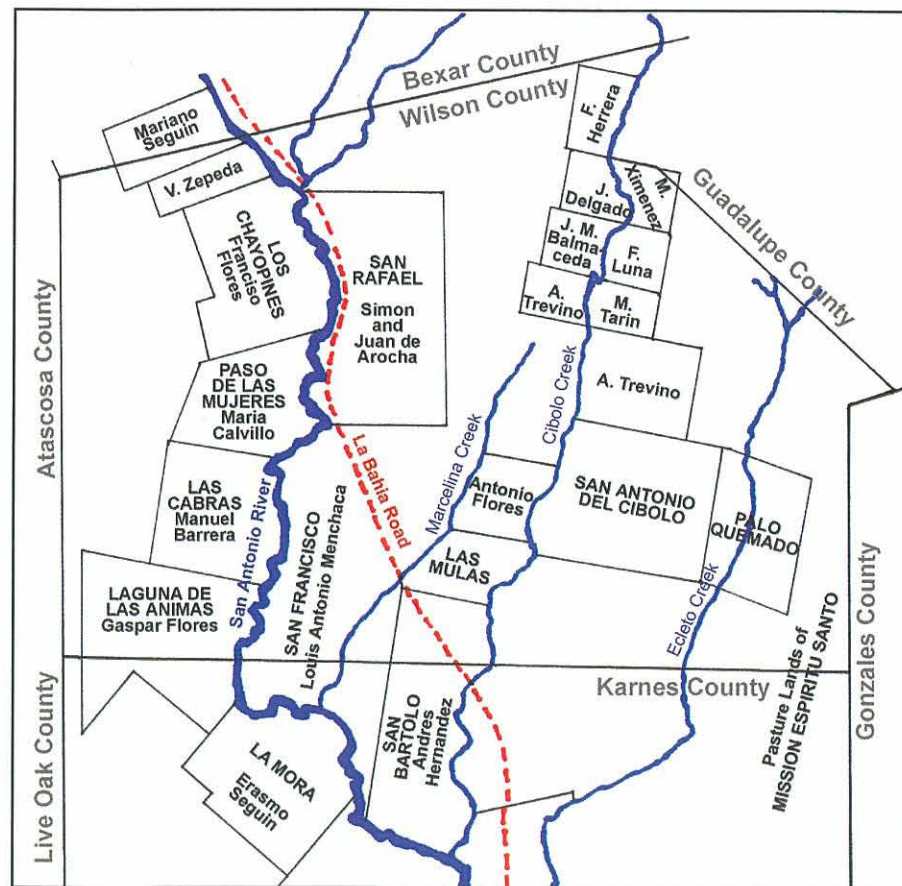 Bexar County
Wilson County
Mariano
Seguin
V. Zepeda
LOS
CHAYOPINES
Franciso
Flores
SAN
RAFAEL
Simon
and
Juan de
Arocha
F.
Herrera
M.
Ximenez
J.
Delgado
J. M.
Balma-
ceda
F.
Luna
A.
Trevino
M.
Tarin
Guadalupe County
Atascosa County
PASO
DE LAS
MUJERES
Maria
Calvillo
A. Trevino
Cibolo Creek
Marcelina Creek
La Bahia Road
LAS
CABRAS
Manuel
Barrera
San Antonio River
Antonio
Flores
SAN ANTONIO
DEL CIBOLO
PALO
QUEMADO
LAS
MULAS
LAGUNA DE
LAS ANIMAS
Gaspar Flores
SAN FRANCISCO
Louis Antonio Menchaca
Ecleto Creek
Gonzales County
Karnes County
Pasture Lands of
MISSION ESPIRITU SANTO
Live Oak County
LA MORA
Erasmo
Seguin
SAN
BARTOLO
Andres
Hernandez